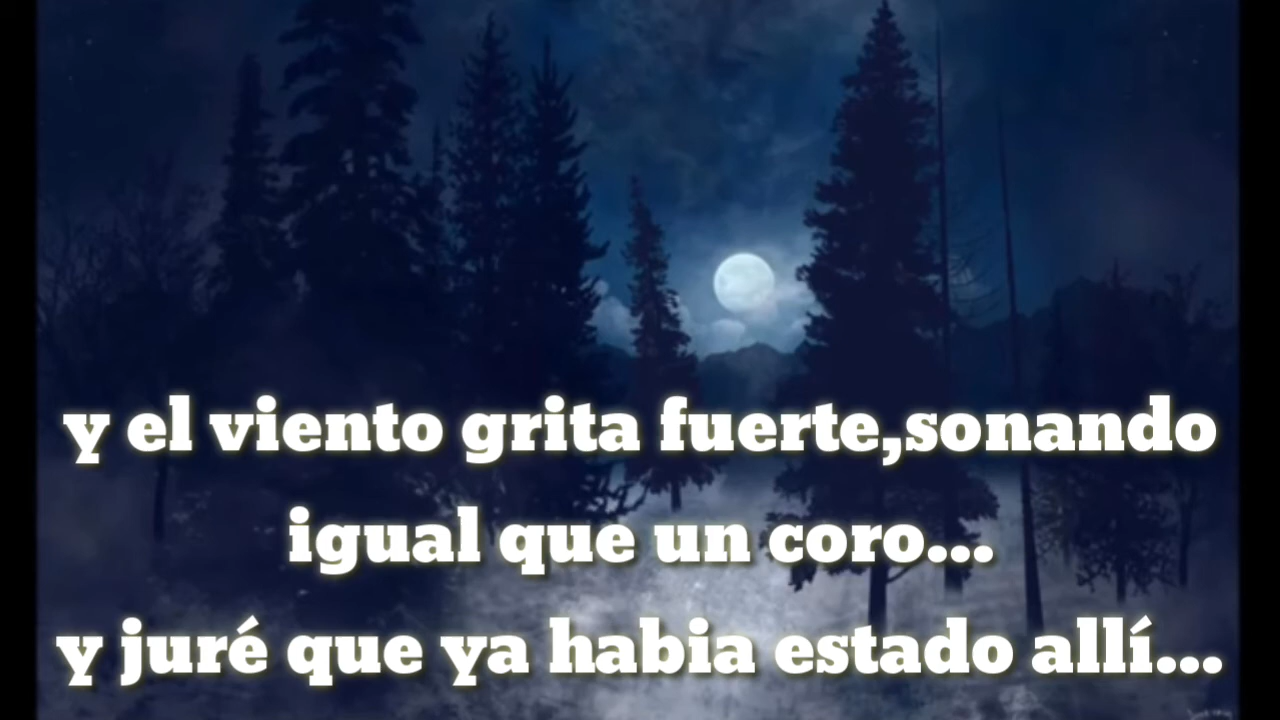 y el viento grita fuerte,sonando
igual que un coro...
y juré que ya habia estado allí...